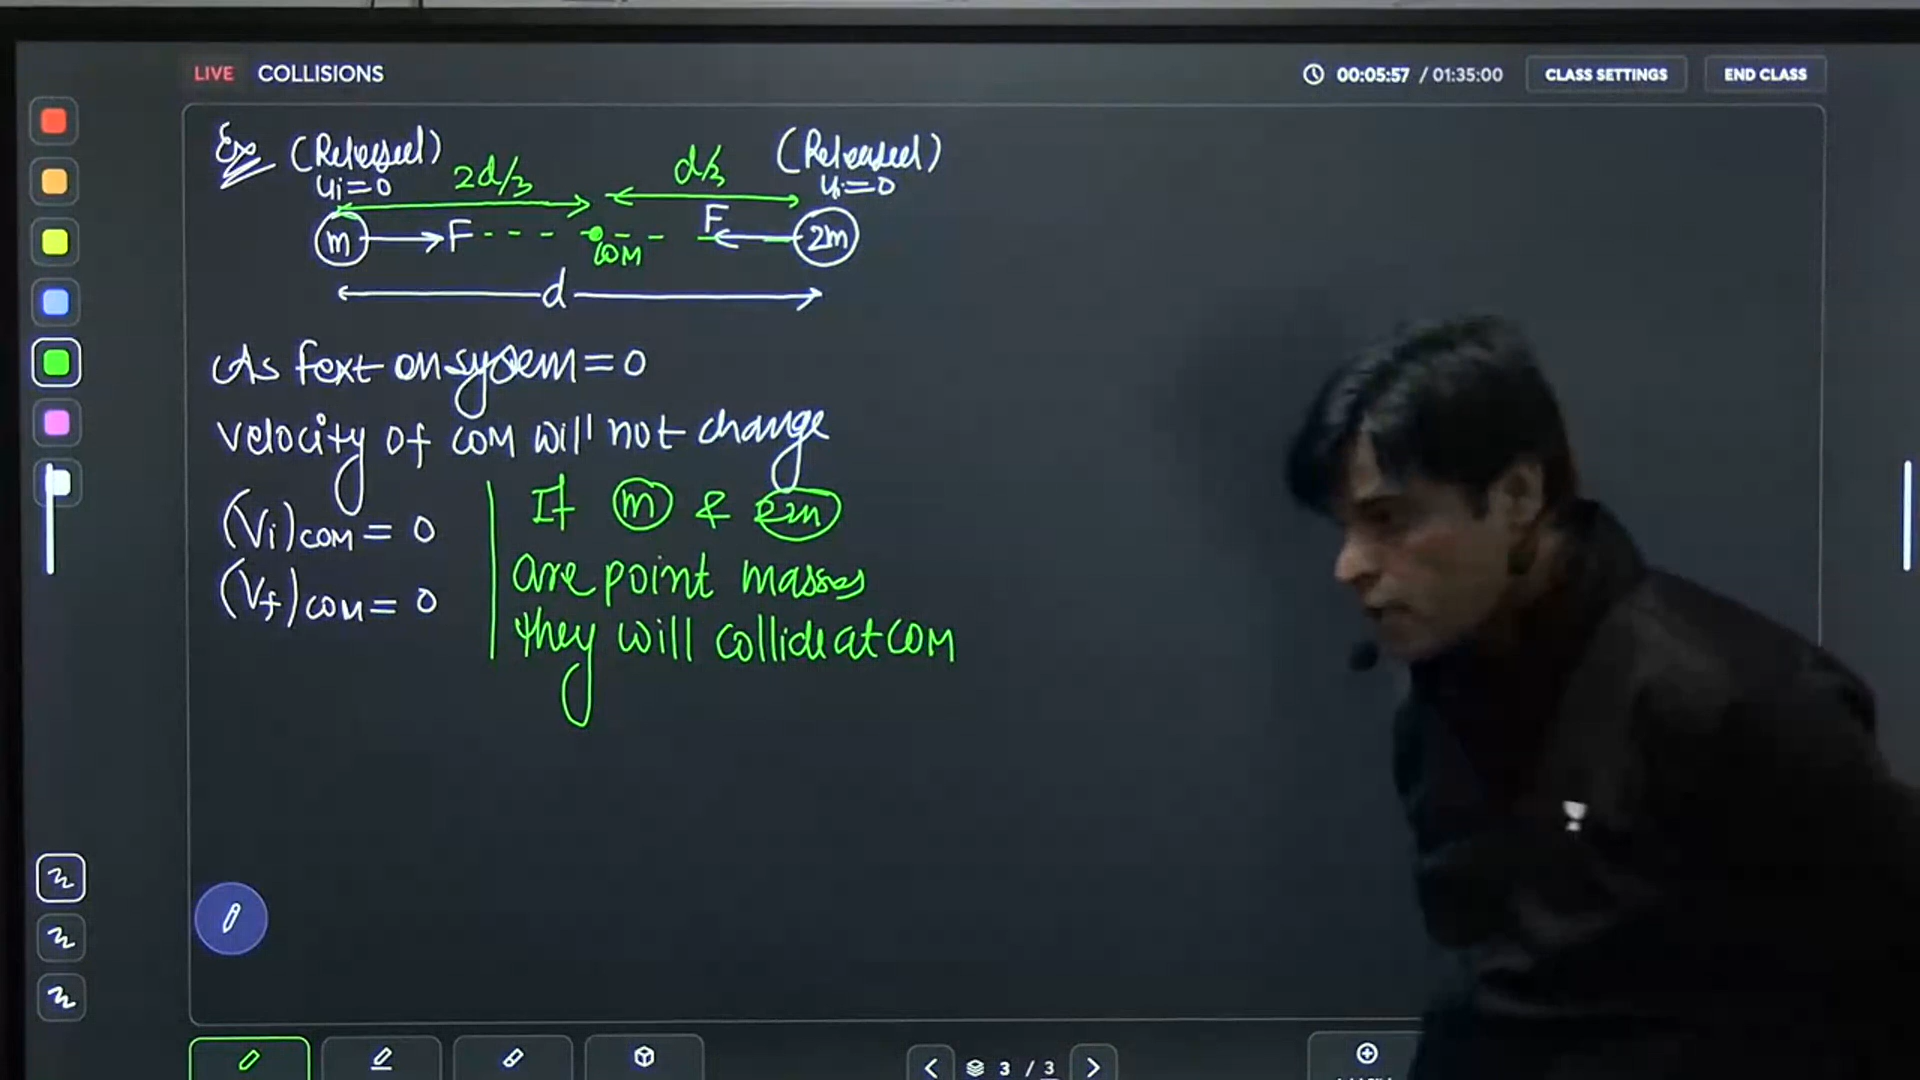 LIVE COLLISIONS
00:05:57 / 01:35:00
CLASS SETTINGS
END CLASS
Ex (Released) (Released)
ui=0 2d/3 d/3 ui=0
m F COM F 2m
d
As Fext on system = 0
velocity of COM will not change
(Vi)COM = 0
(Vf)COM = 0
If m & 2m
are point masses
they will collide at COM
3 / 3